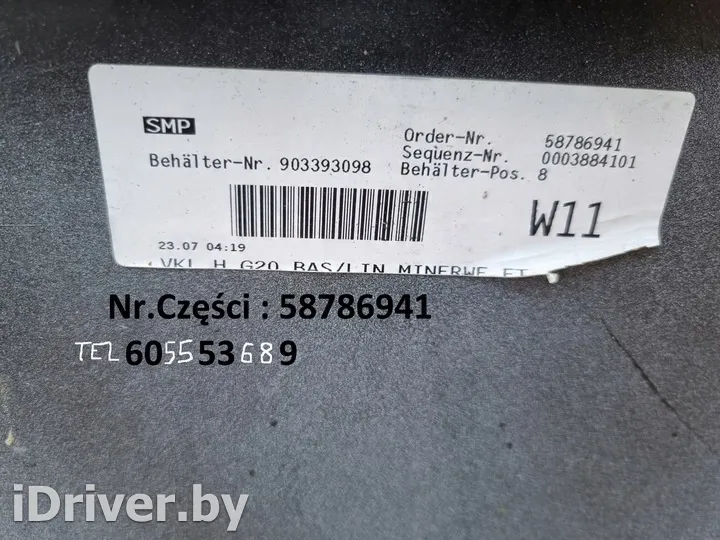 SMP
Order-Nr. 58786941
Sequenz-Nr. 0003884101
Behälter-Nr. 903393098 Behälter-Pos. 8
W11
23.07 04:19
VKL H G20 BAS/LIN MINERWE
Nr.Części : 58786941
TEL 605553689
iDriver.by